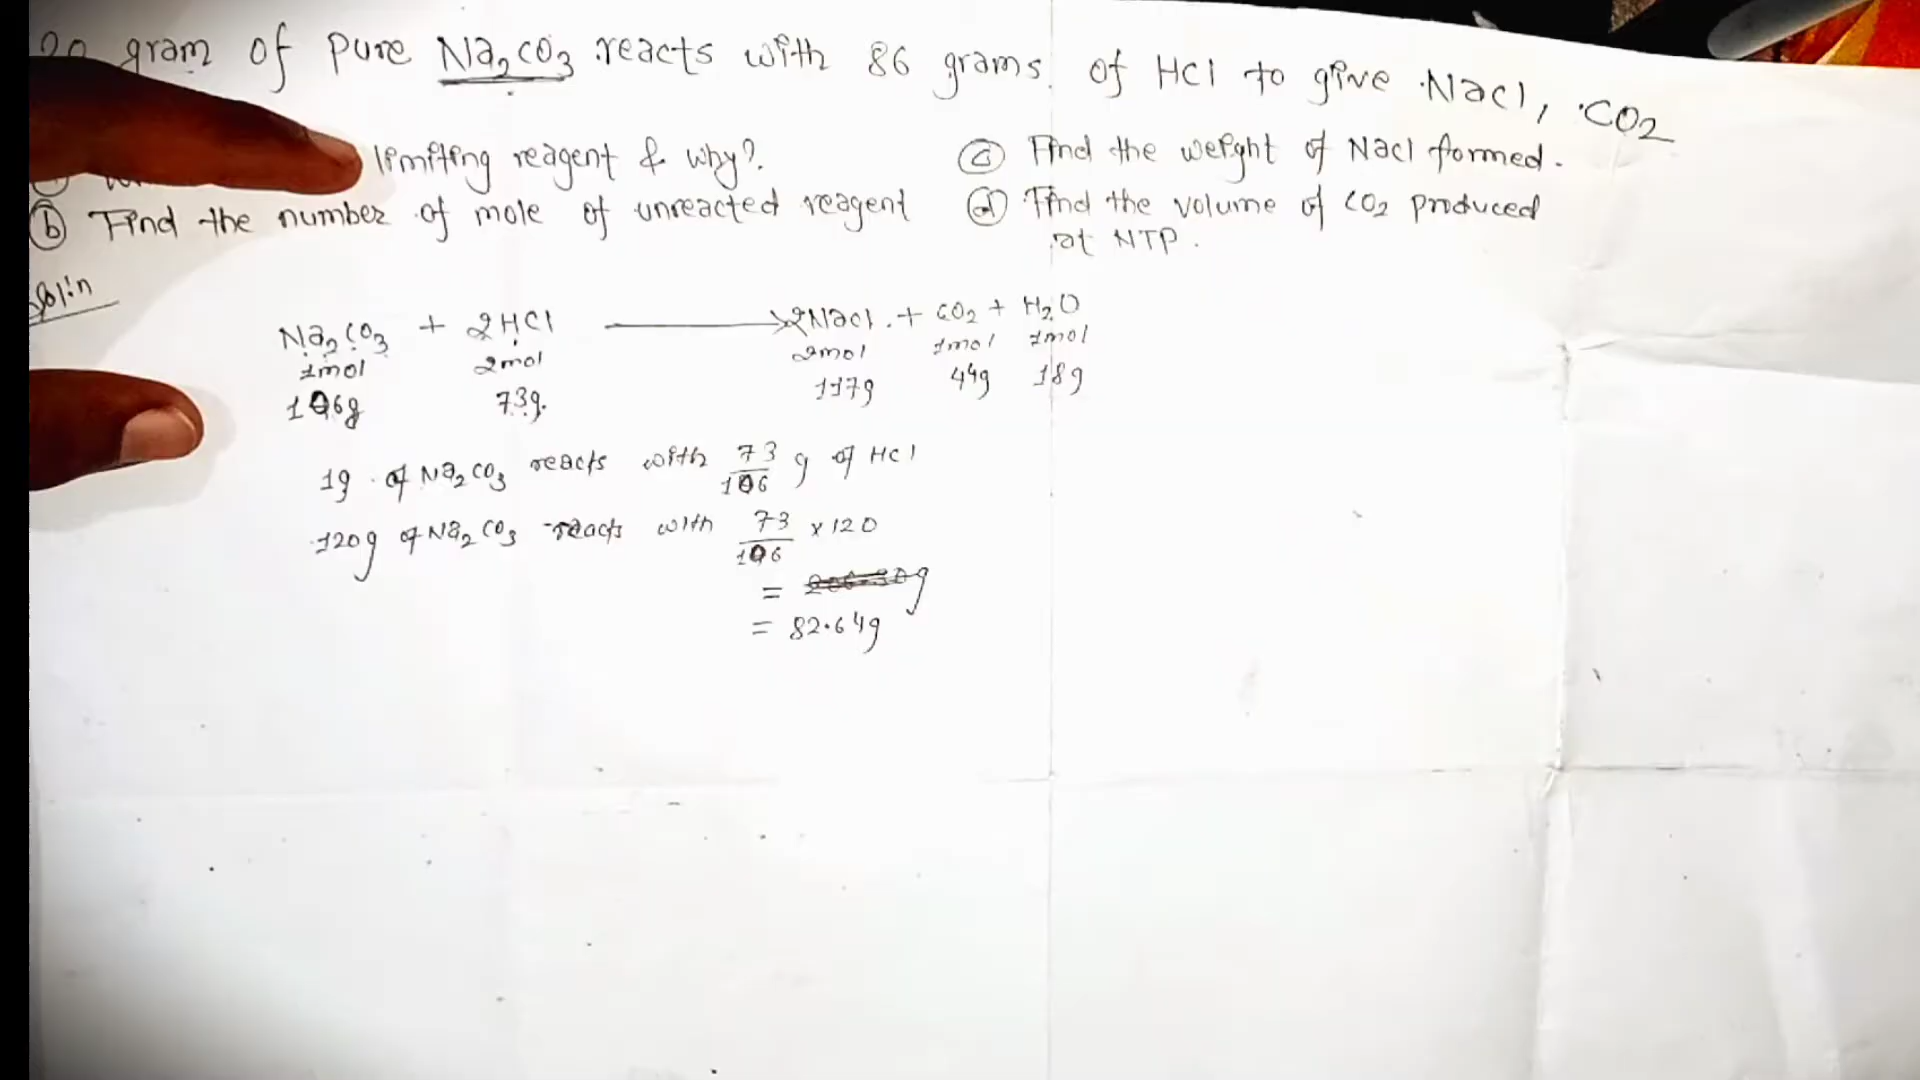 20 gram of pure Na2CO3 reacts with 86 grams of HCl to give NaCl, CO2
limiting reagent & why?
(b) Find the number of mole of unreacted reagent
(c) Find the weight of NaCl formed.
(d) Find the volume of CO2 produced
at NTP.
Sol:n
Na2CO3 + 2HCl → 2NaCl + CO2 + H2O
1mol 2mol 2mol 1mol 1mol
106g 73g. 117g 44g 18g
1g of Na2CO3 reacts with 73/106 g of HCl
120g of Na2CO3 reacts with 73/106 x 120
= 82.64g